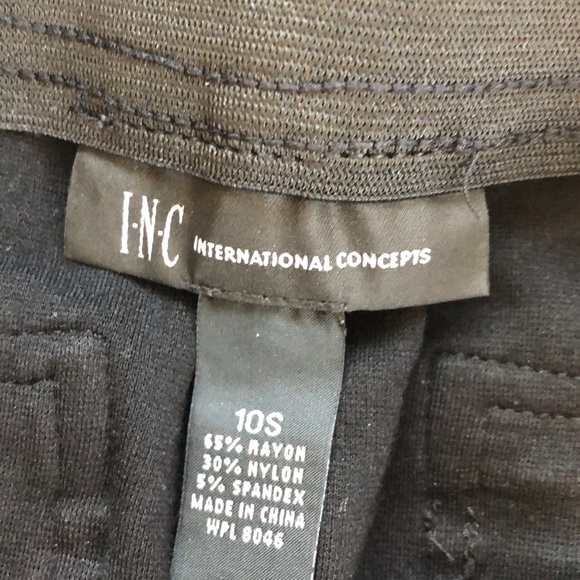 I·N·C INTERNATIONAL CONCEPTS
10S
65% RAYON
30% NYLON
5% SPANDEX
MADE IN CHINA
WPL 8046